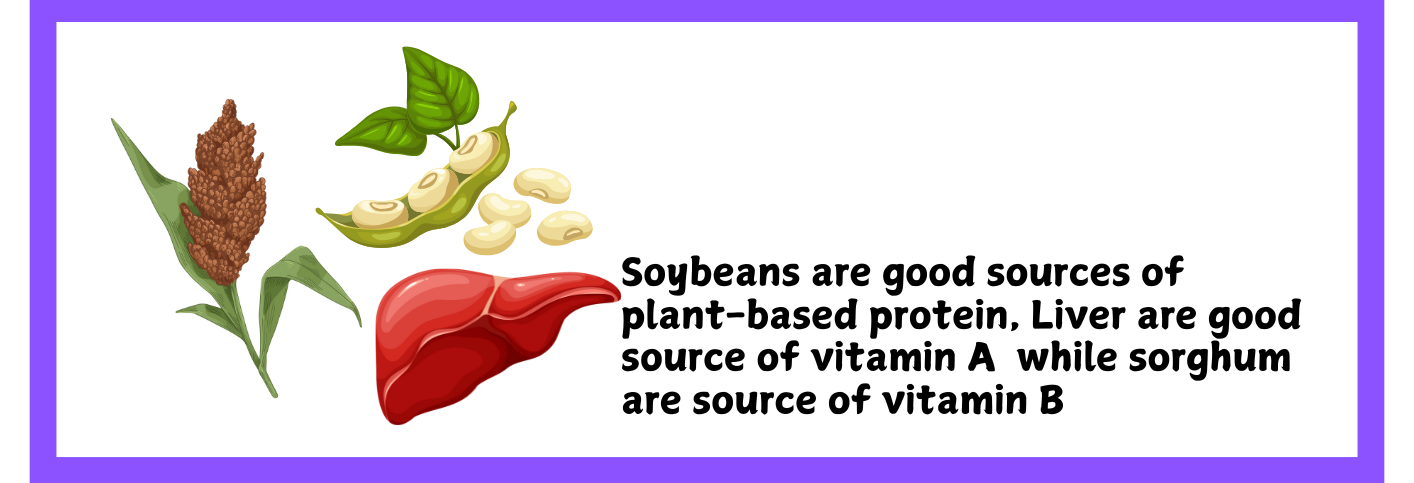 Soybeans are good sources of
plant-based protein, Liver are good
source of vitamin A  while sorghum
are source of vitamin B